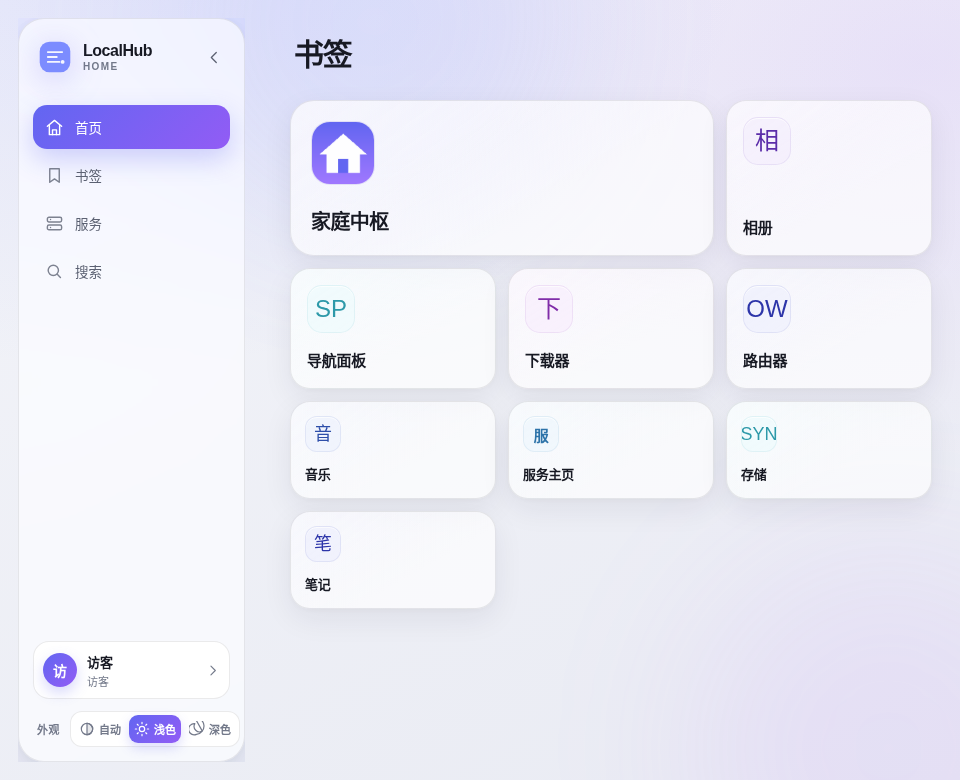 LocalHub
HOME
首页
书签
服务
搜索
访
访客
访客
外观
自动
浅色
深色
书签
家庭中枢
相
相册
SP
导航面板
下
下载器
OW
路由器
音
音乐
服
服务主页
SYN
存储
笔
笔记